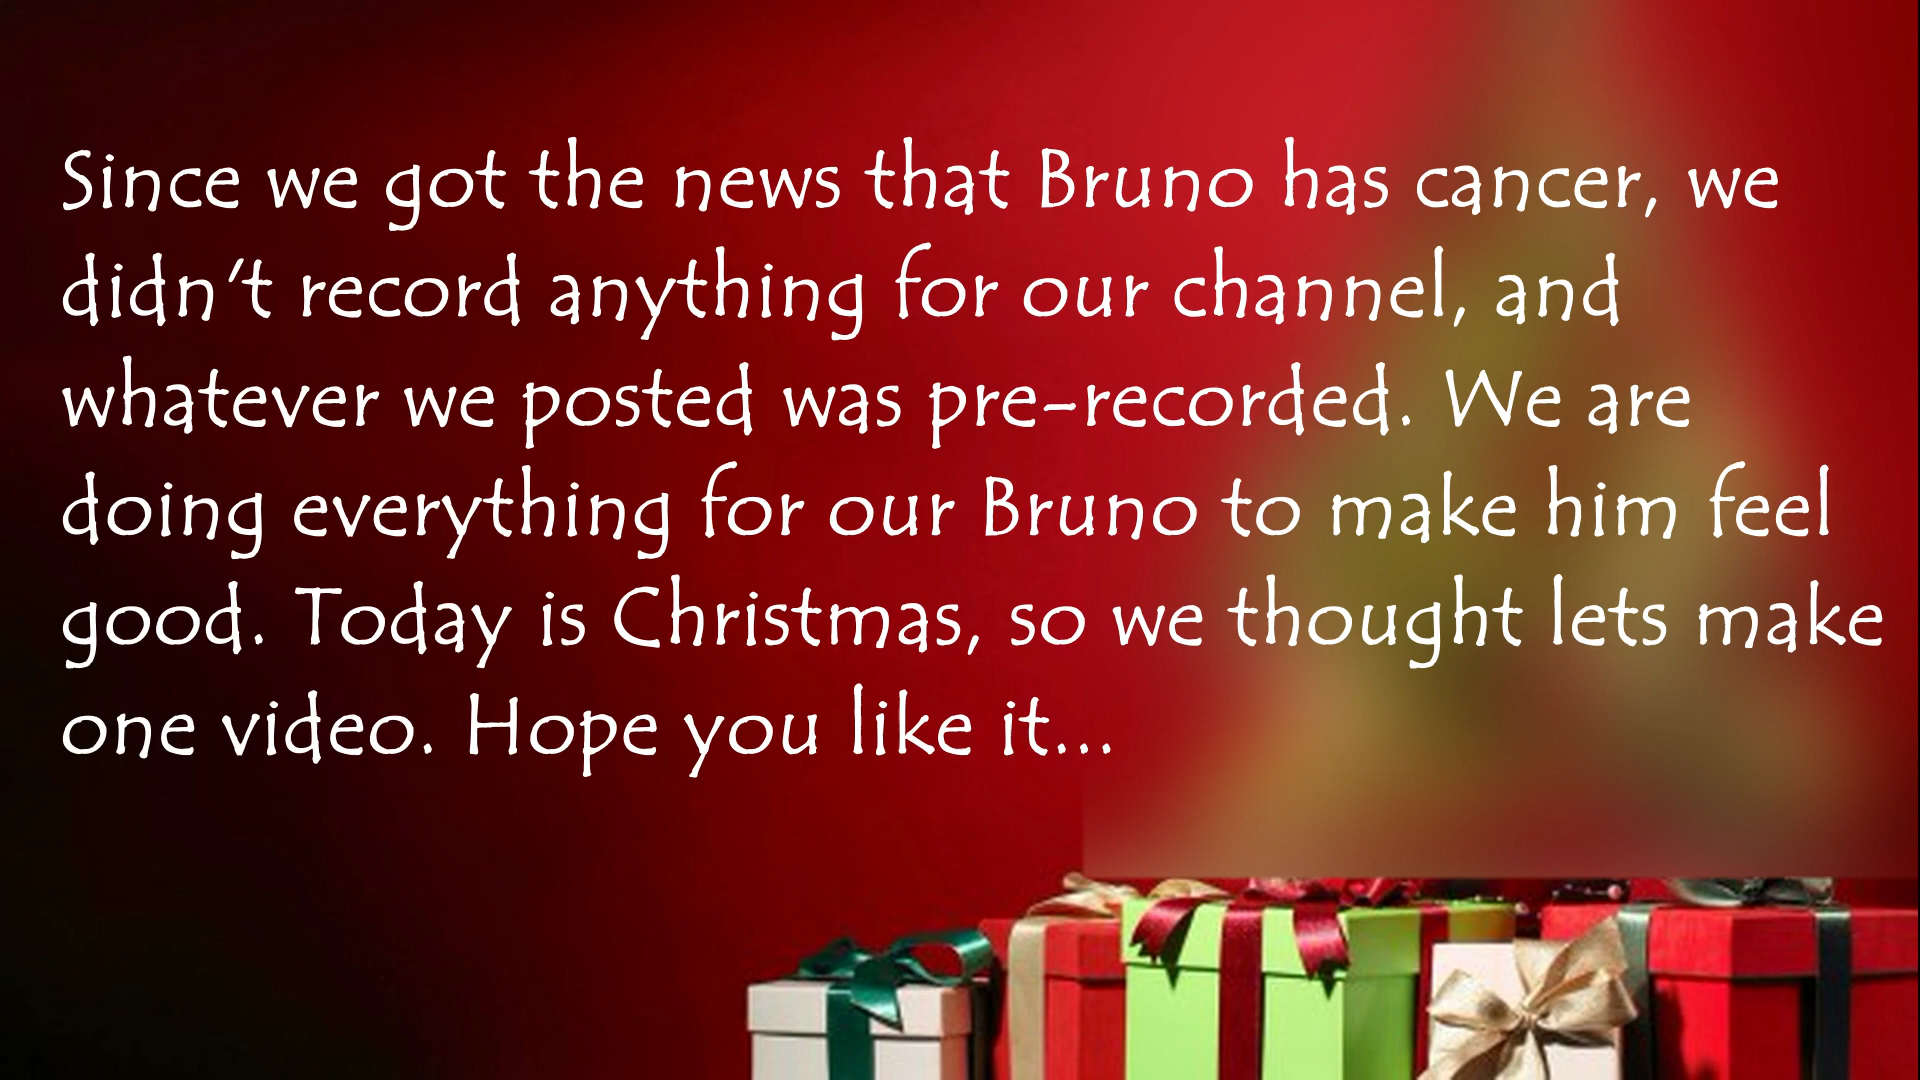 Since we got the news that Bruno has cancer, we
didn't record anything for our channel, and
whatever we posted was pre-recorded. We are
doing everything for our Bruno to make him feel
good. Today is Christmas, so we thought lets make
one video. Hope you like it...